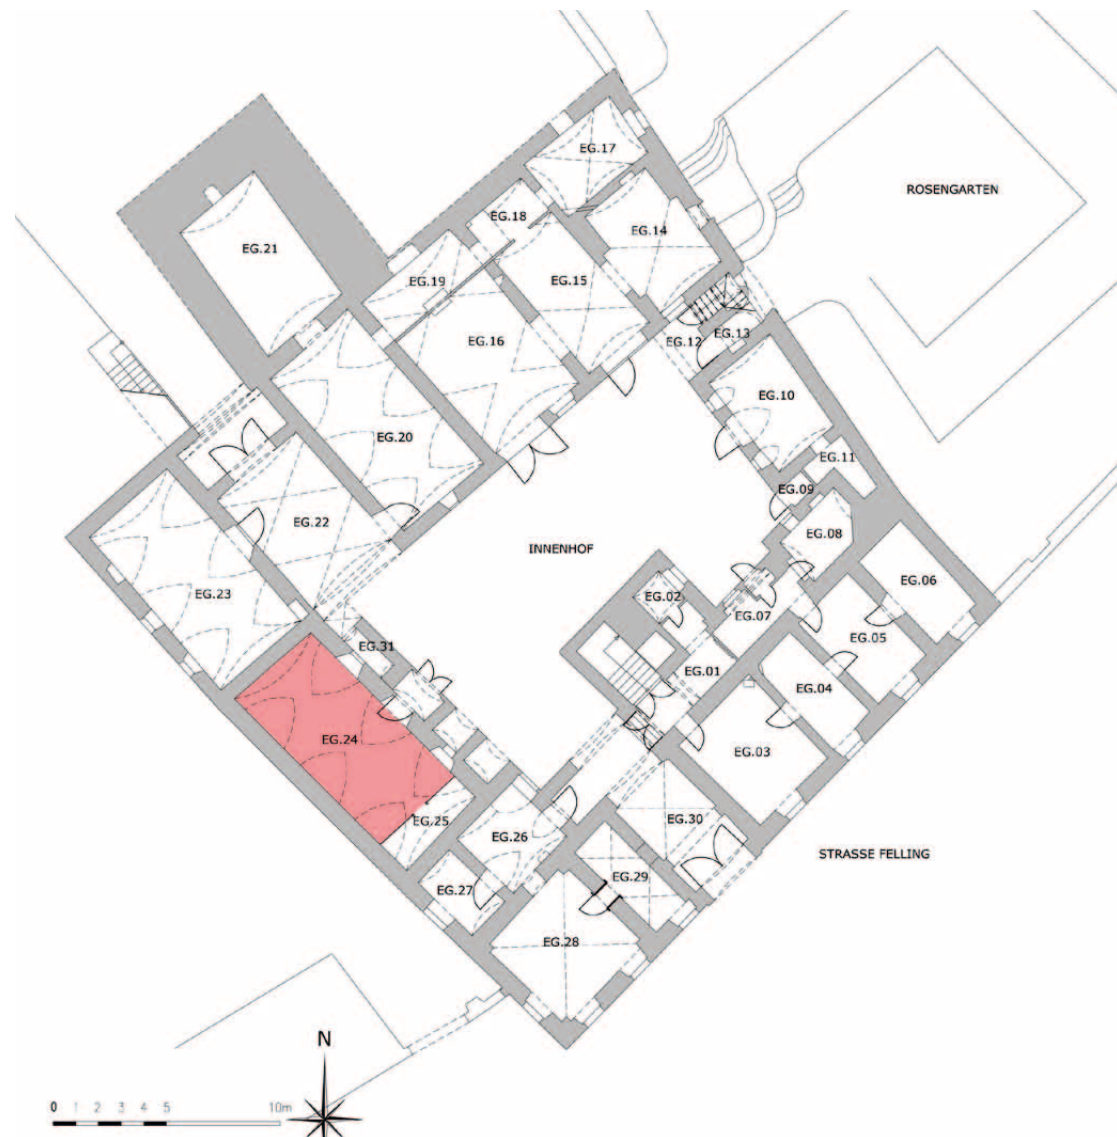 EG.17
ROSENGARTEN
EG.18
EG.14
EG.21
EG.19
EG.15
EG.12
EG.13
EG.16
EG.10
EG.20
EG.11
EG.09
EG.22
EG.08
INNENHOF
EG.06
EG.23
EG.02
EG.07
EG.05
EG.31
EG.01
EG.04
EG.24
EG.03
EG.25
EG.30
EG.26
STRASSE FELLING
EG.29
EG.27
EG.28
N
0 1 2 3 4 5 10m